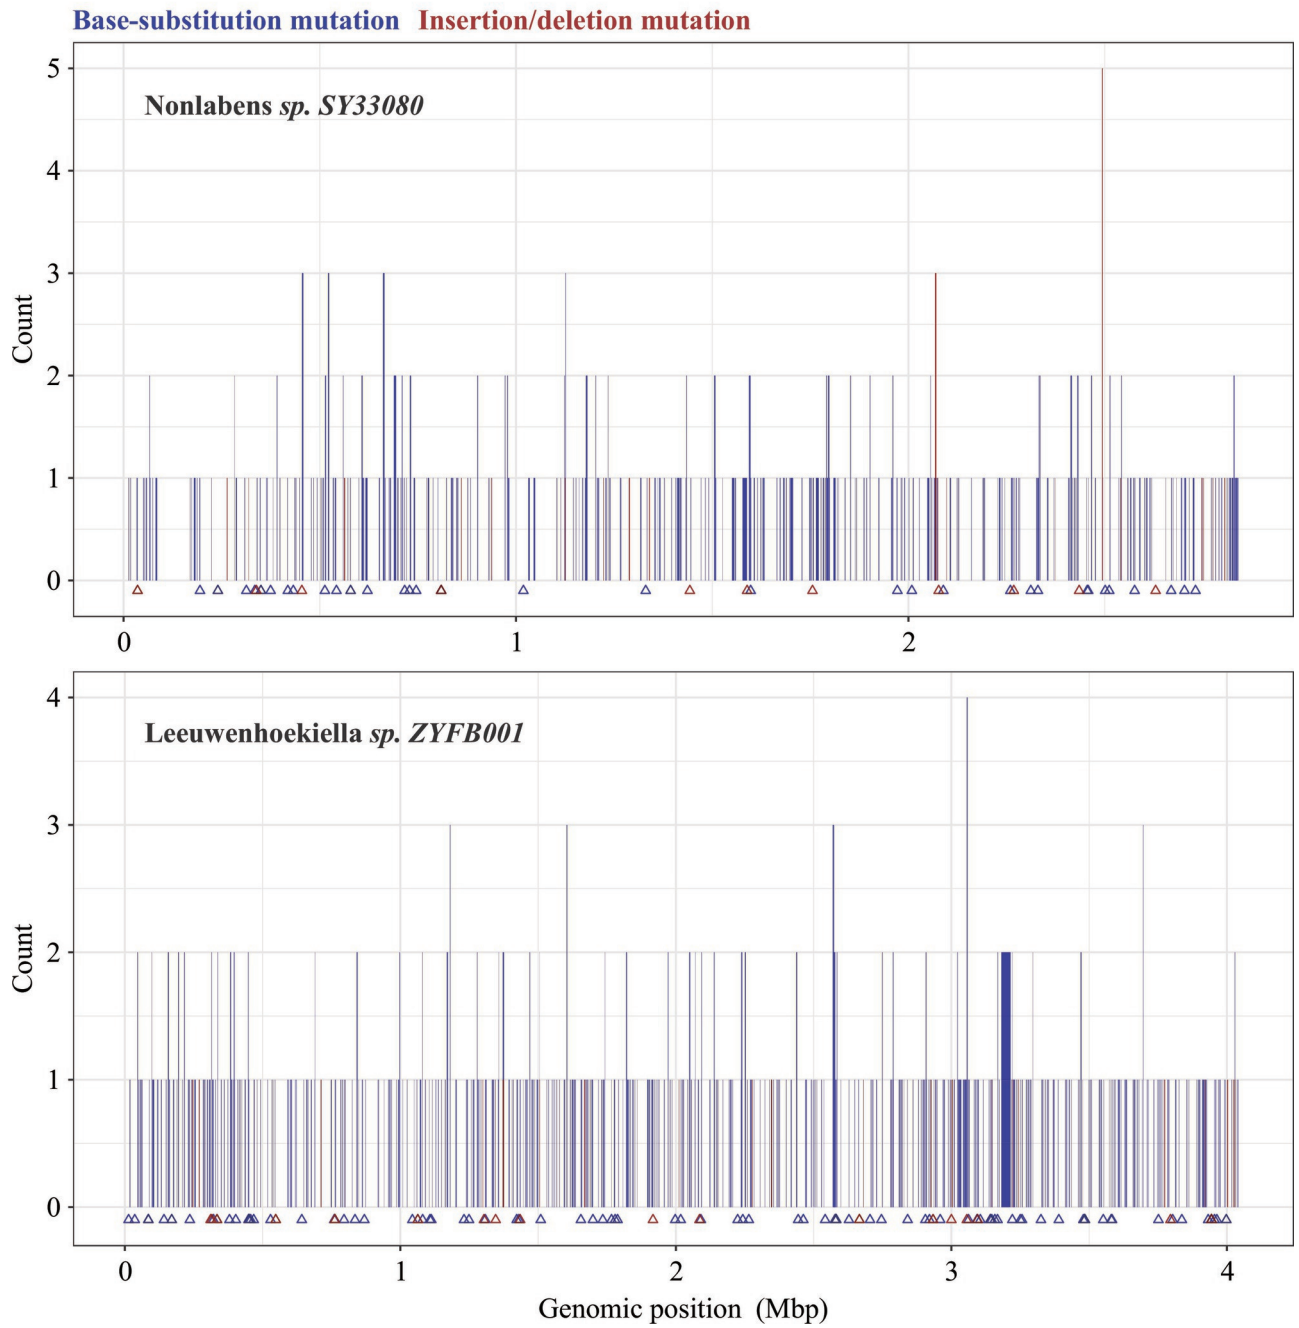 Base-substitution mutation Insertion/deletion mutation
5
Nonlabens sp. SY33080
4
3
Count
2
1
0
0 1 2
4
Leeuwenhoekiella sp. ZYFB001
3
Count
2
1
0
0 1 2 3 4
Genomic position (Mbp)